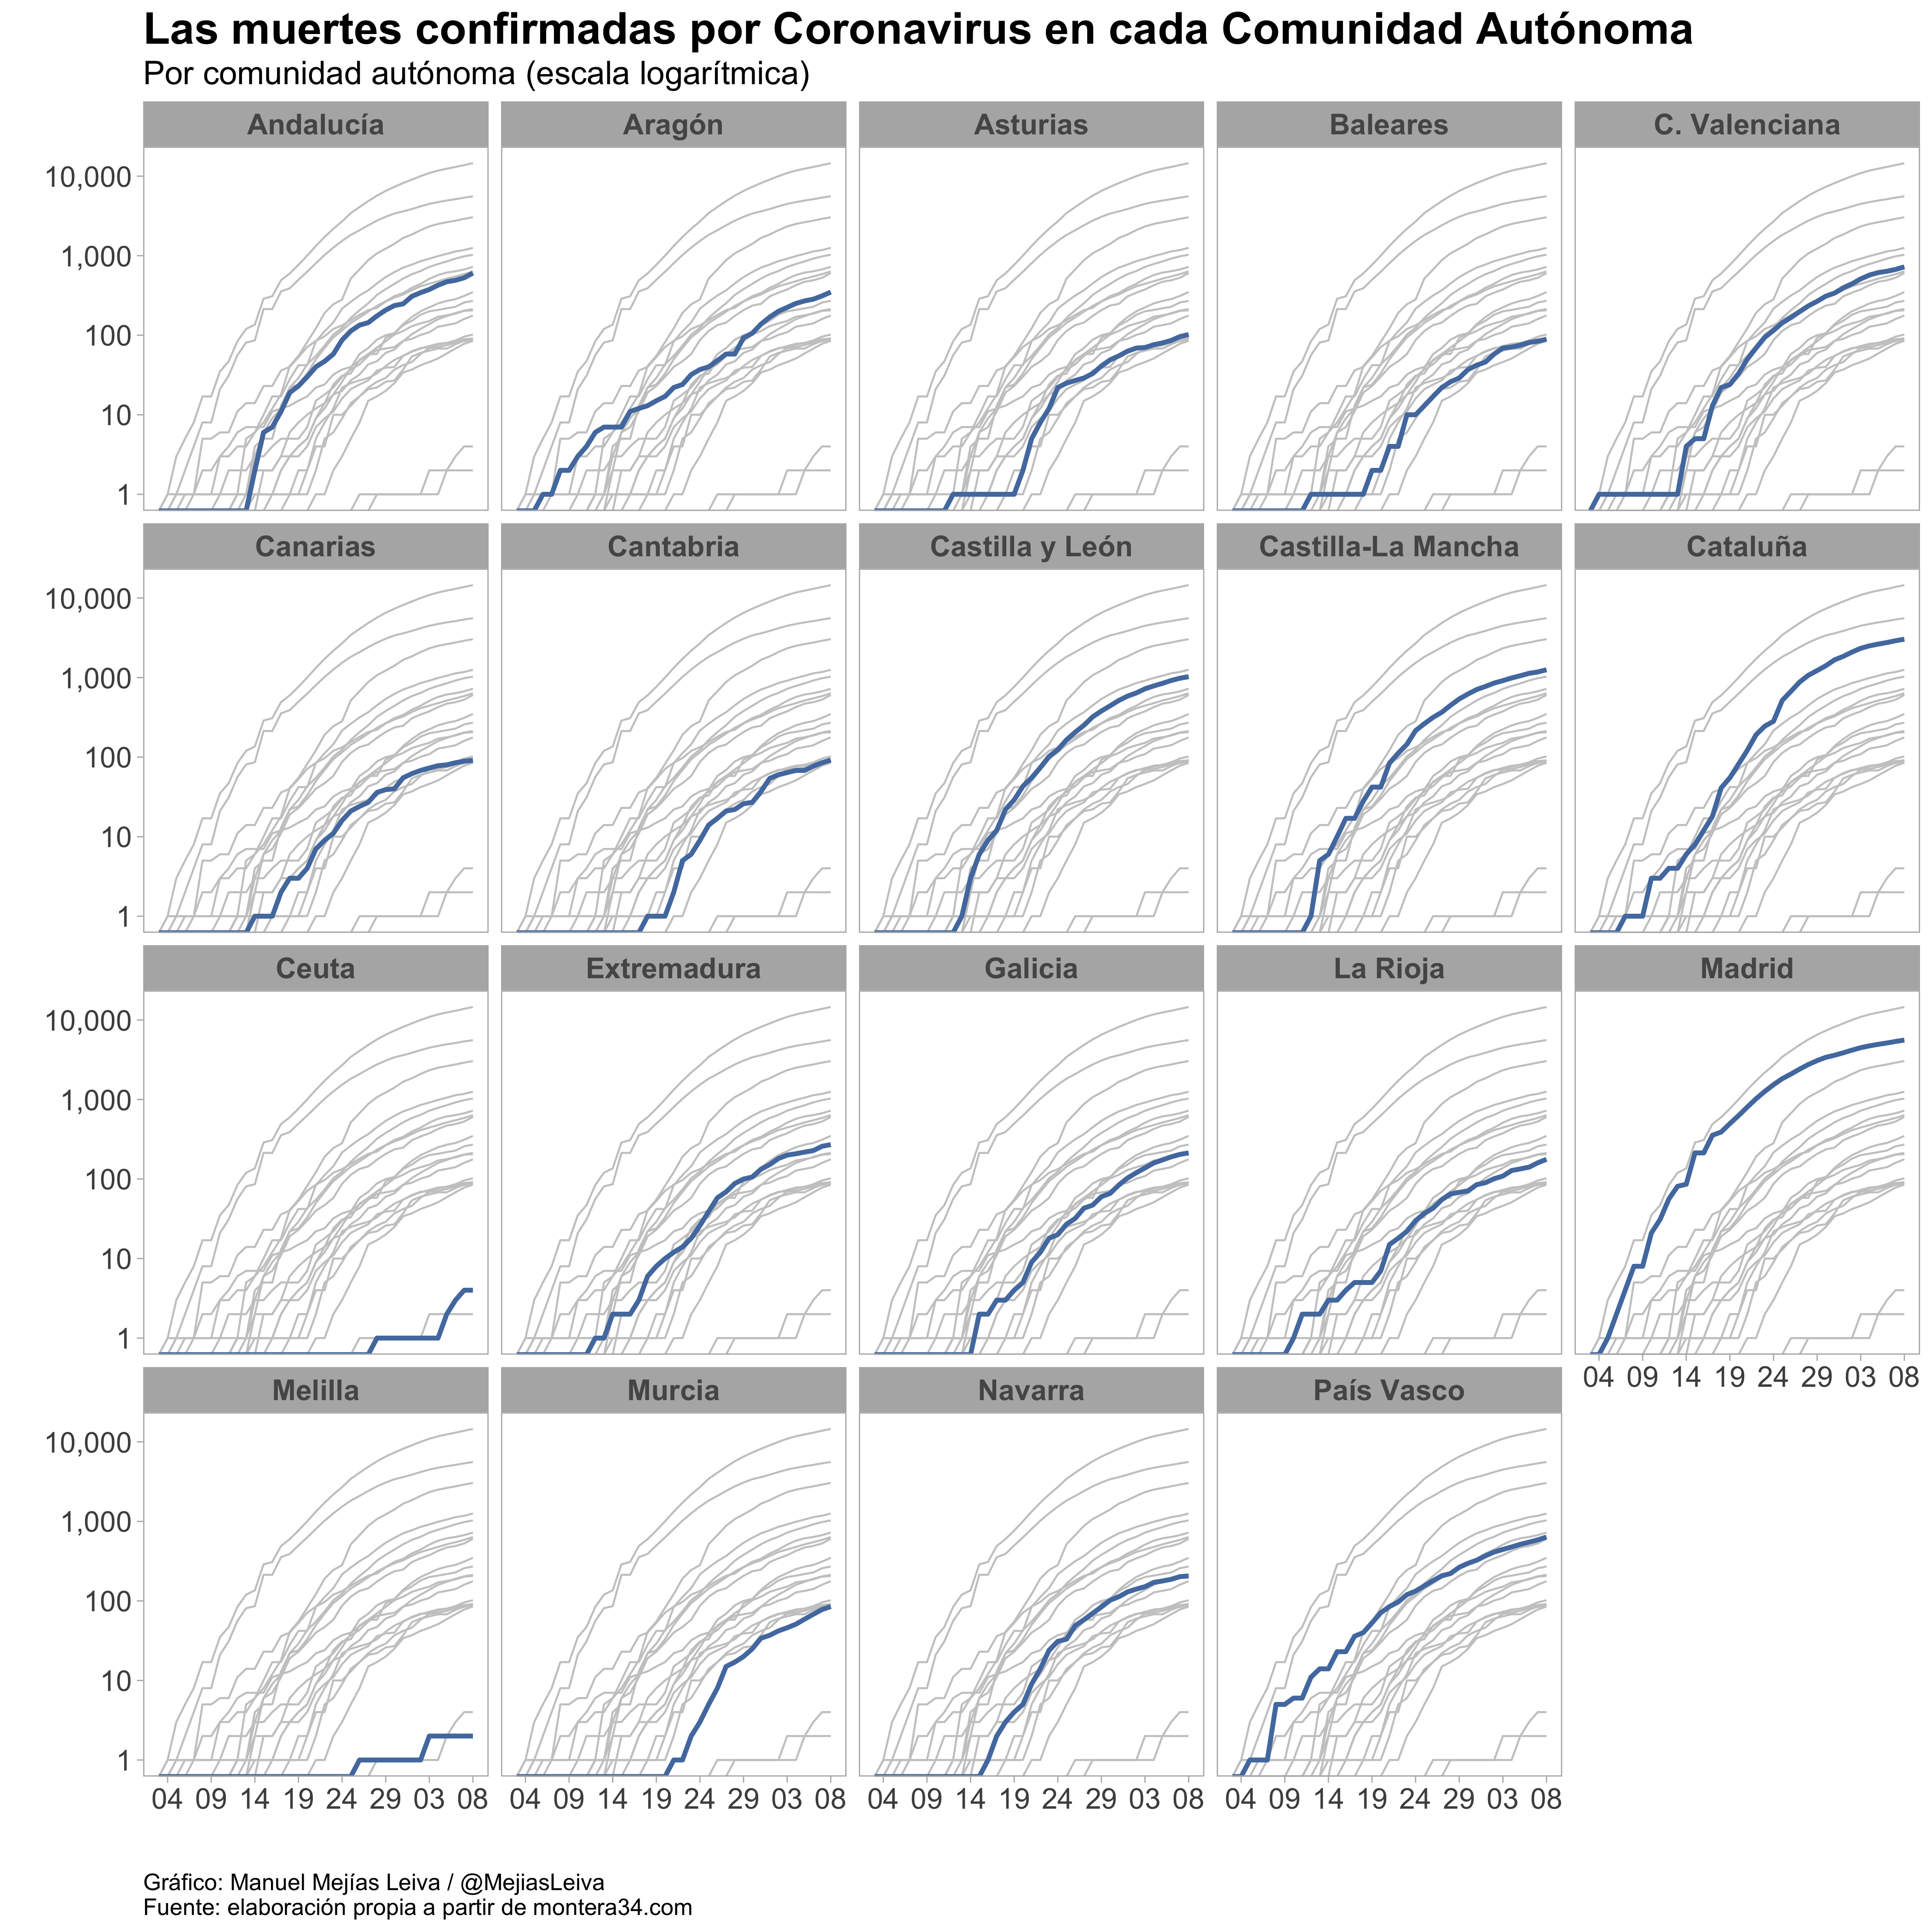 Las muertes confirmadas por Coronavirus en cada Comunidad Autónoma
Por comunidad autónoma (escala logarítmica)
Andalucía Aragón Asturias Baleares C. Valenciana
10,000
1,000
100
10
1
Canarias Cantabria Castilla y León Castilla-La Mancha Cataluña
10,000
1,000
100
10
1
Ceuta Extremadura Galicia La Rioja Madrid
10,000
1,000
100
10
1
04 09 14 19 24 29 03 08
Melilla Murcia Navarra País Vasco
10,000
1,000
100
10
1
04 09 14 19 24 29 03 08 04 09 14 19 24 29 03 08 04 09 14 19 24 29 03 08 04 09 14 19 24 29 03 08
Gráfico: Manuel Mejías Leiva / @MejiasLeiva
Fuente: elaboración propia a partir de montera34.com